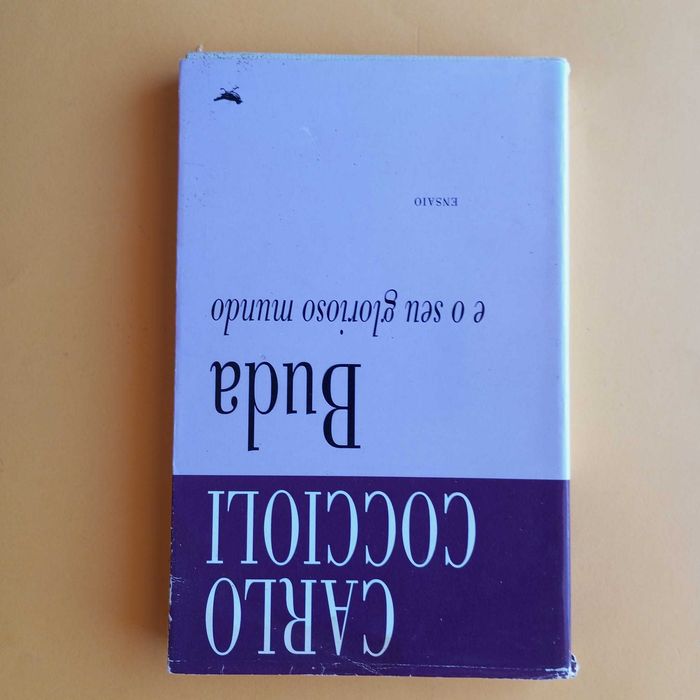 CARLO
COCCIOLI
Buda
e o seu glorioso mundo
ENSAIO